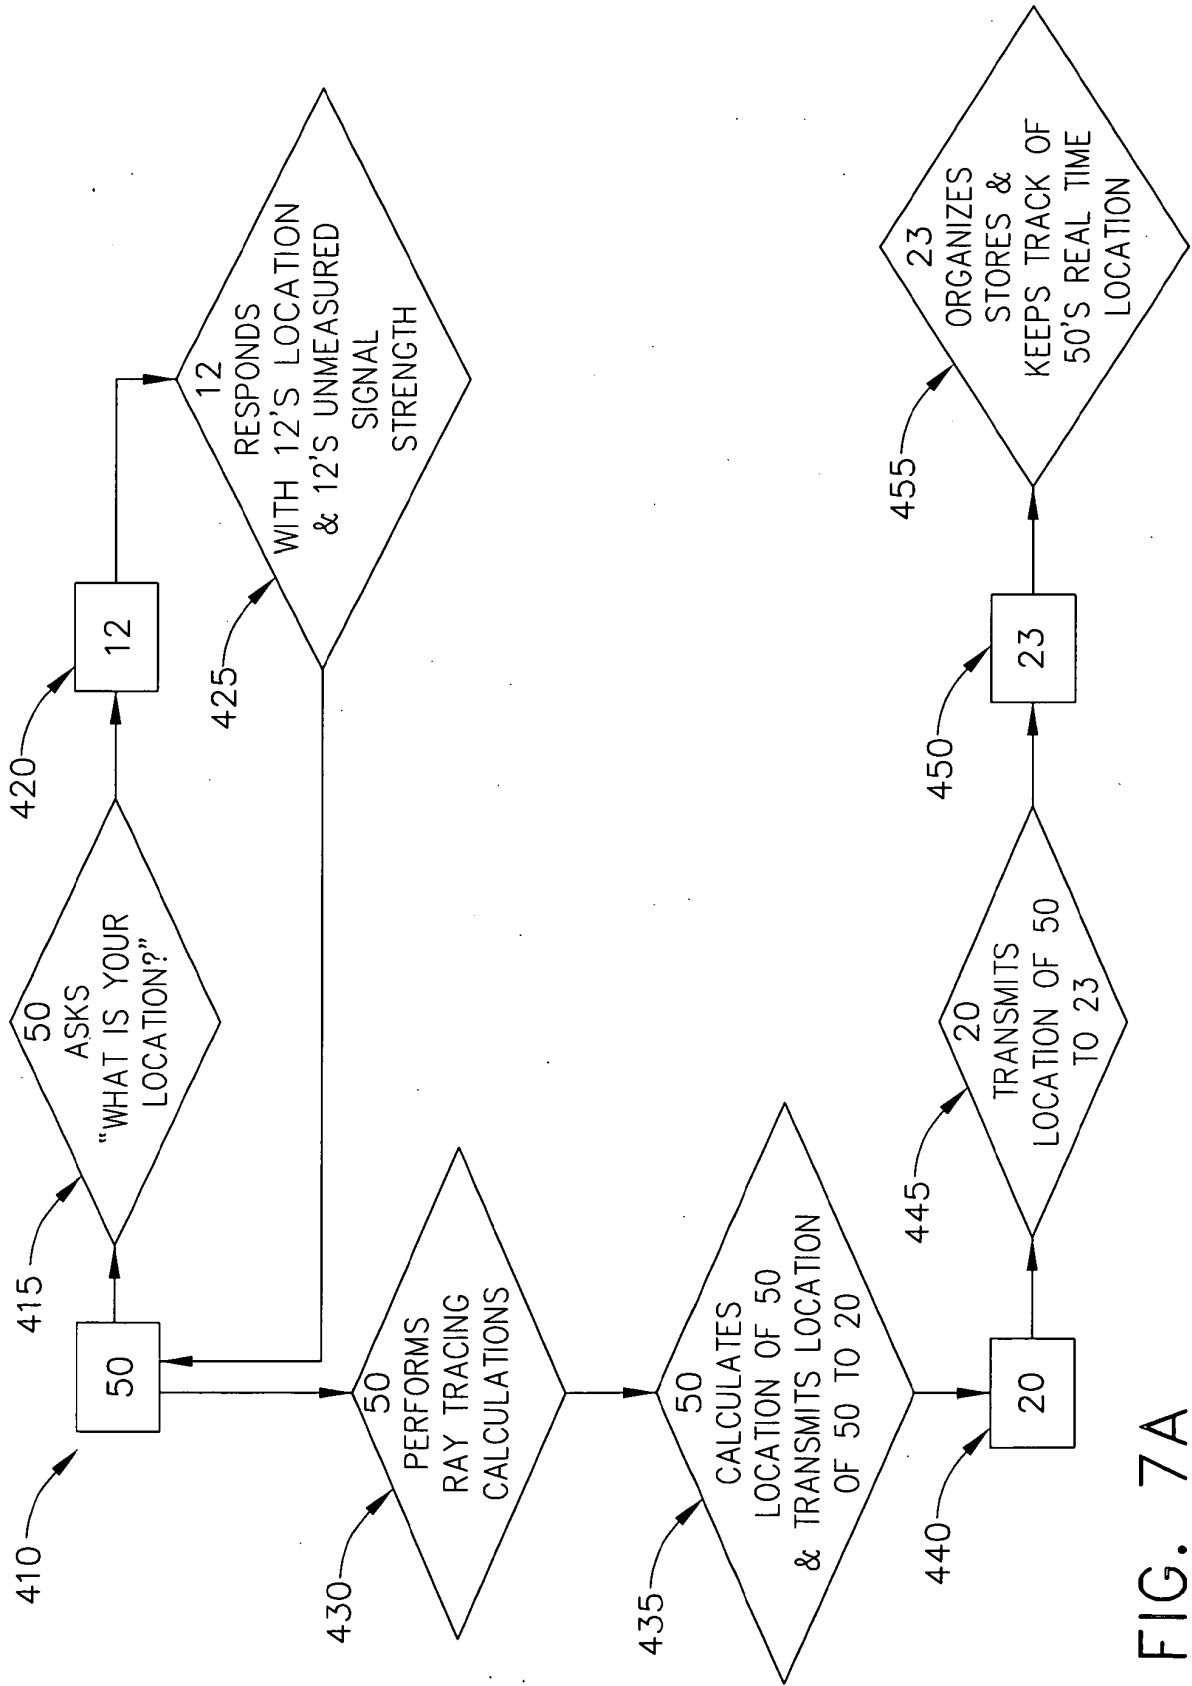 410
50
415
50
ASKS
“WHAT IS YOUR
LOCATION?”
420
12
425
12
RESPONDS
WITH 12'S LOCATION
& 12'S UNMEASURED
SIGNAL
STRENGTH
430
50
PERFORMS
RAY TRACING
CALCULATIONS
435
50
CALCULATES
LOCATION OF 50
& TRANSMITS LOCATION
OF 50 TO 20
440
20
445
20
TRANSMITS
LOCATION OF 50
TO 23
450
23
455
23
ORGANIZES
STORES &
KEEPS TRACK OF
50'S REAL TIME
LOCATION
FIG. 7A